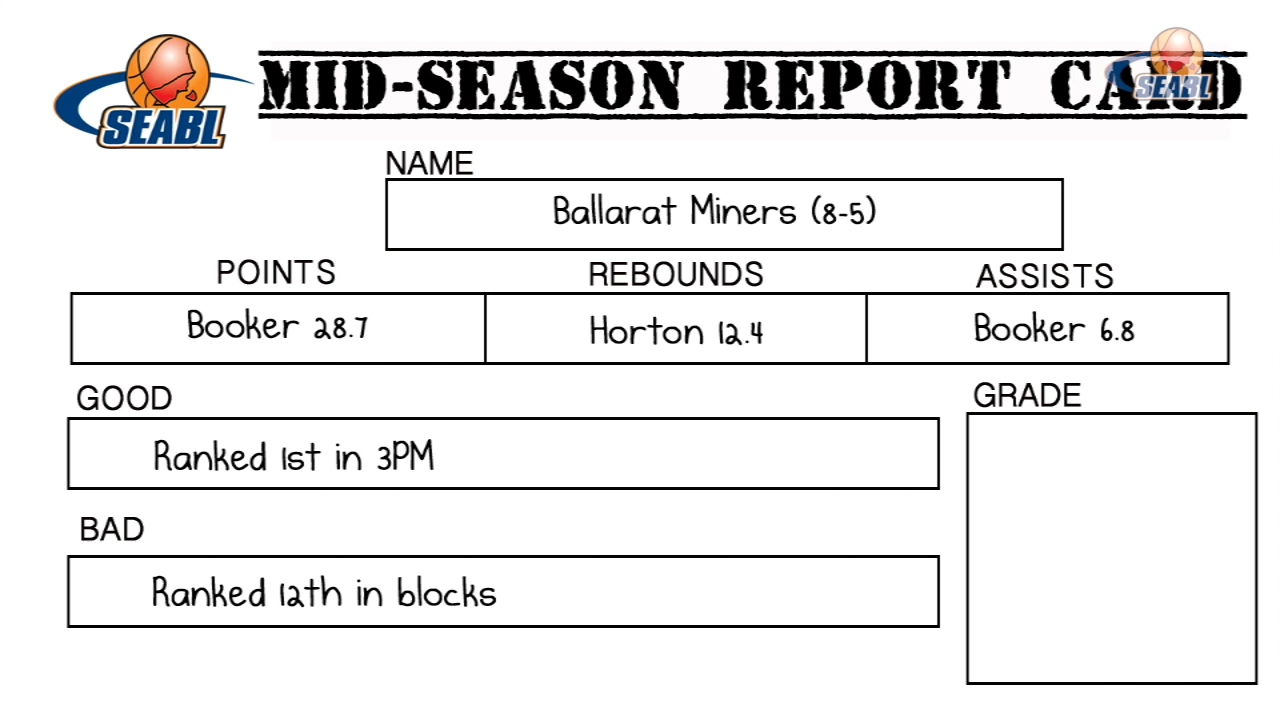 SEABL
MID-SEASON REPORT CARD
SEABL
NAME
Ballarat Miners (8-5)
POINTS REBOUNDS ASSISTS
Booker 28.7 Horton 12.4 Booker 6.8
GOOD
Ranked 1st in 3PM
GRADE
BAD
Ranked 12th in blocks